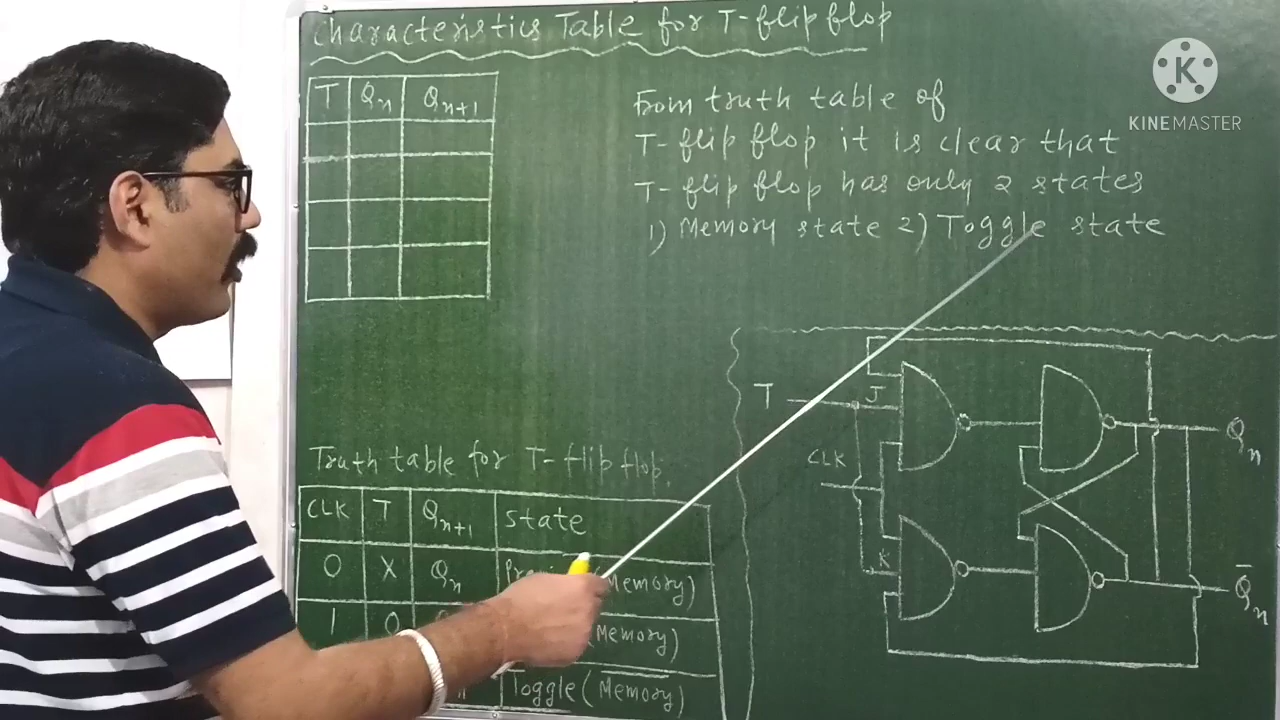 Characteristics Table for T-flip flop
T Qn Qn+1
From truth table of
T-flip flop it is clear that
T-flip flop has only 2 states
1) Memory state 2) Toggle state
K
KINEMASTER
T
J
CLK
K
Qn
Q̅n
Truth table for T-flip flop.
CLK T Qn+1 state
0 X Qn (Memory)
1 0 (Memory)
Toggle (Memory)